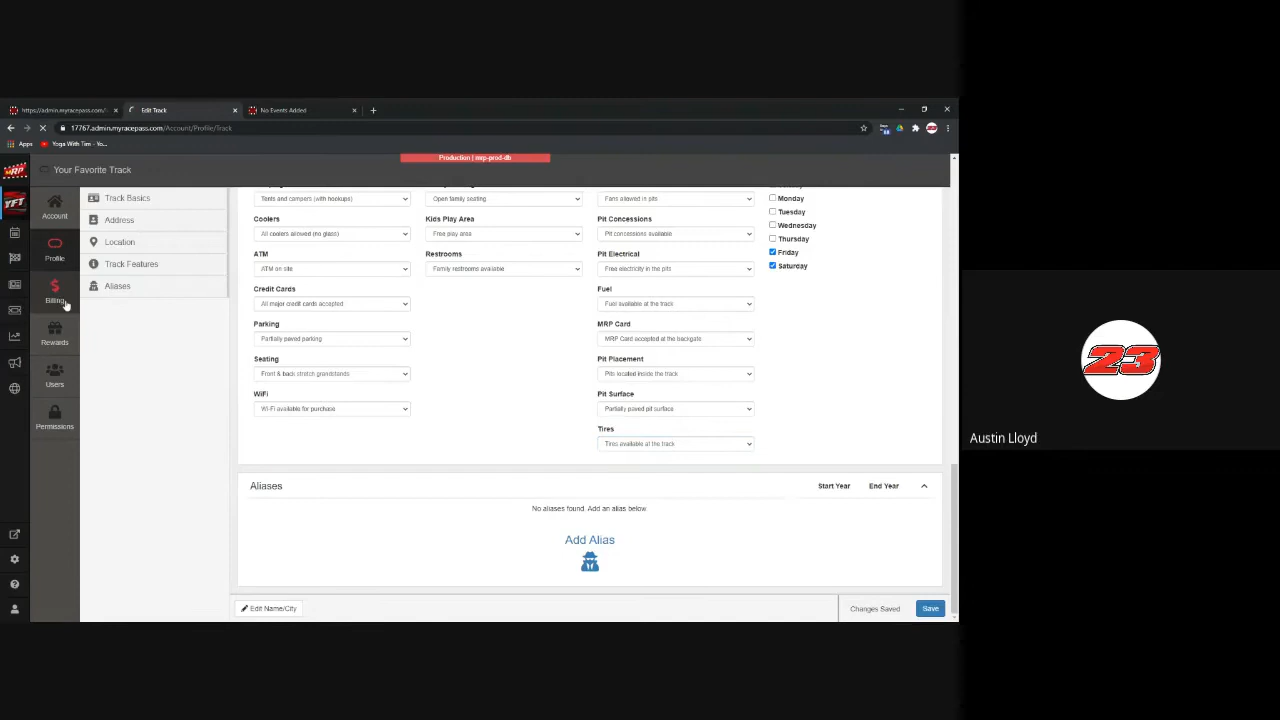 https://admin.myracepass.com/
Edit Track
No Events Added
17767.admin.myracepass.com/Account/Profile/Track
Apps
Yoga With Tim - Yo...
Production | mrp-prod-db
MRP
Your Favorite Track
YFT
Account
Profile
Billing
Rewards
Users
Permissions
Track Basics
Address
Location
Track Features
Aliases
Tents and campers (with hookups)
Coolers
All coolers allowed (no glass)
ATM
ATM on site
Credit Cards
All major credit cards accepted
Parking
Partially paved parking
Seating
Front & back stretch grandstands
WiFi
Wi-Fi available for purchase
Open family seating
Kids Play Area
Free play area
Restrooms
Family restrooms available
Fans allowed in pits
Pit Concessions
Pit concessions available
Pit Electrical
Free electricity in the pits
Fuel
Fuel available at the track
MRP Card
MRP Card accepted at the backgate
Pit Placement
Pits located inside the track
Pit Surface
Partially paved pit surface
Tires
Tires available at the track
Monday
Tuesday
Wednesday
Thursday
Friday
Saturday
Aliases
Start Year
End Year
No aliases found. Add an alias below
Add Alias
Edit Name/City
Changes Saved
Save
23
Austin Lloyd